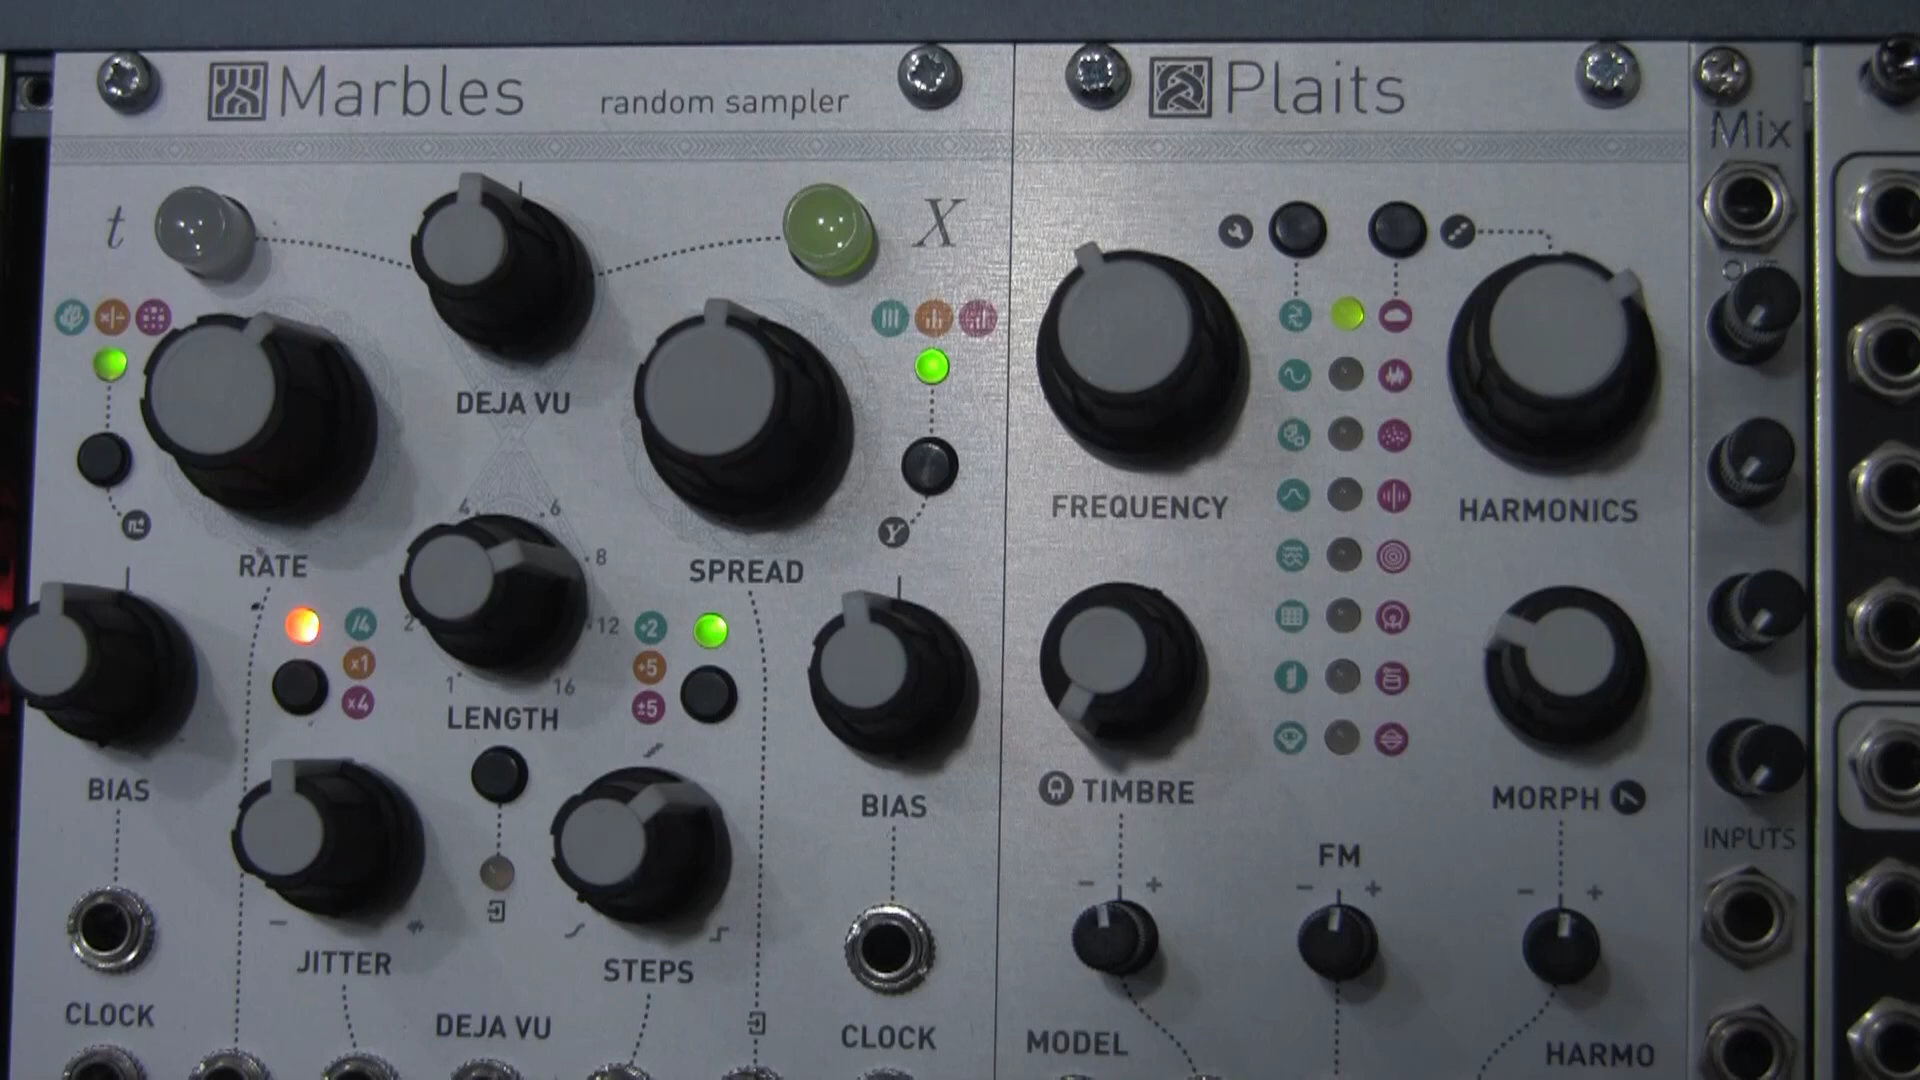 Marbles
random sampler
Plaits
Mix
t
X
OUT
DEJA VU
FREQUENCY
HARMONICS
4
6
8
RATE
SPREAD
Y
2
12
/4
+2
x1
+5
1
16
x4
±5
LENGTH
BIAS
BIAS
TIMBRE
MORPH
INPUTS
FM
- +
- +
- +
JITTER
STEPS
CLOCK
DEJA VU
CLOCK
MODEL
HARMO